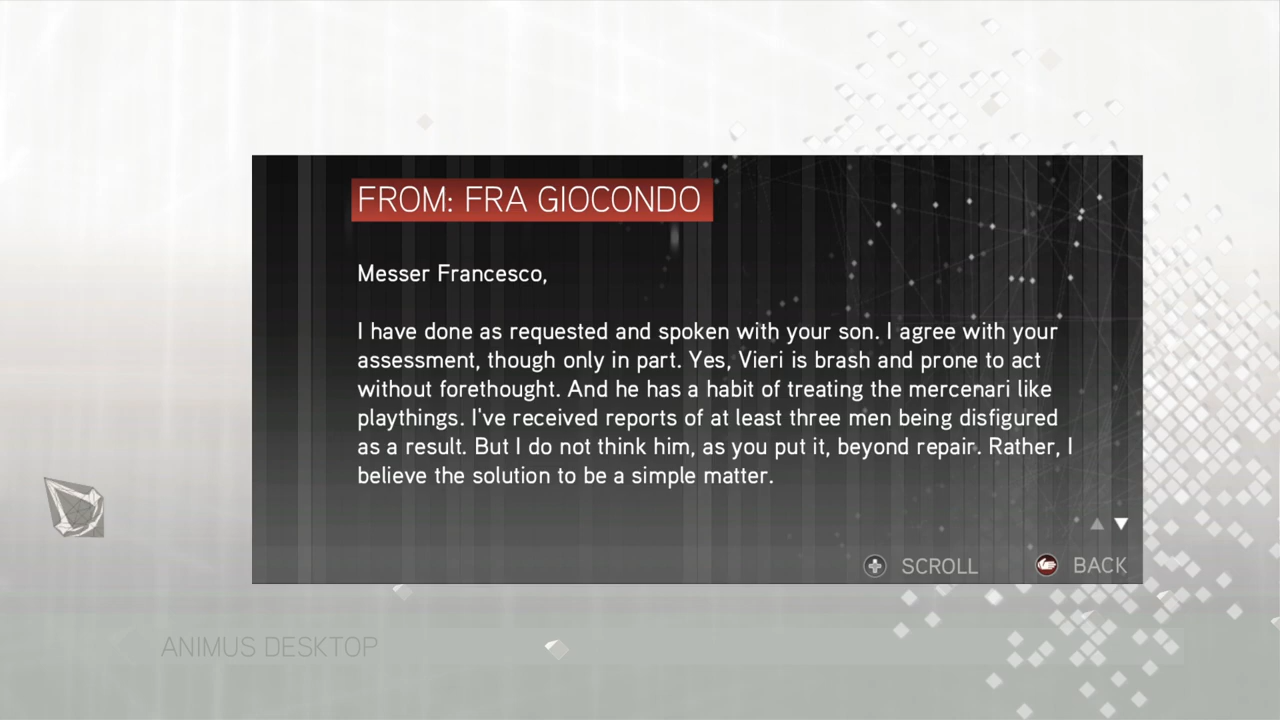 FROM: FRA GIOCONDO
Messer Francesco,
I have done as requested and spoken with your son. I agree with your
assessment, though only in part. Yes, Vieri is brash and prone to act
without forethought. And he has a habit of treating the mercenari like
playthings. I've received reports of at least three men being disfigured
as a result. But I do not think him, as you put it, beyond repair. Rather, I
believe the solution to be a simple matter.
SCROLL
BACK
ANIMUS DESKTOP